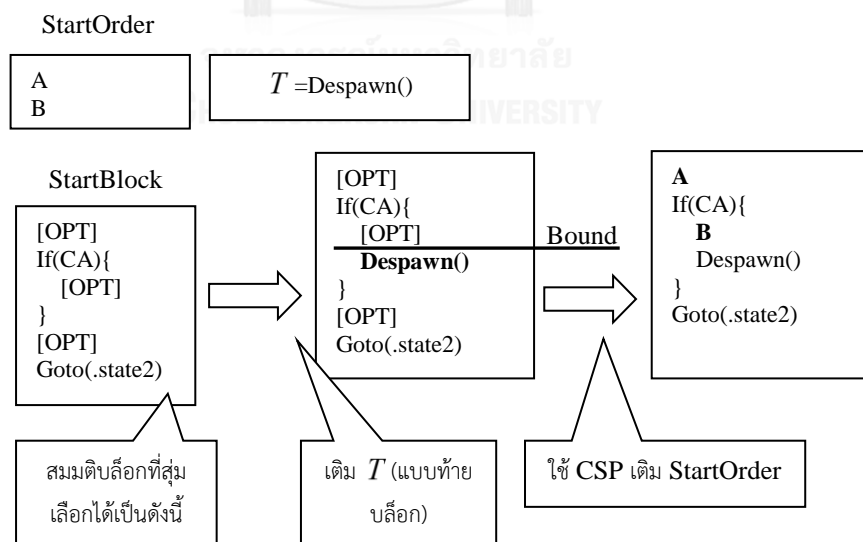 StartOrder
A
B
T =Despawn()
StartBlock
[OPT]
If(CA){
[OPT]
}
[OPT]
Goto(.state2)
[OPT]
If(CA){
[OPT]
Despawn()
}
[OPT]
Goto(.state2)
Bound
A
If(CA){
B
Despawn()
}
Goto(.state2)
สมมติบล็อกที่สุ่ม
เลือกได้เป็นดังนี้
เติม T (แบบท้าย
บล็อก)
ใช้ CSP เติม StartOrder